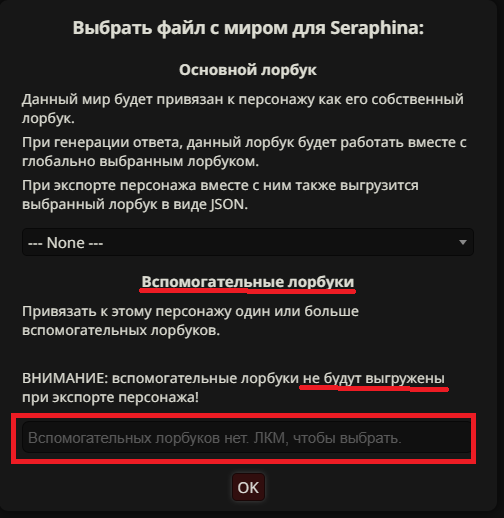 Выбрать файл с миром для Seraphina:
Основной лорбук
Данный мир будет привязан к персонажу как его собственный
лорбук.
При генерации ответа, данный лорбук будет работать вместе с
глобально выбранным лорбуком.
При экспорте персонажа вместе с ним также выгрузится
выбранный лорбук в виде JSON.
--- None ---
Вспомогательные лорбуки
Привязать к этому персонажу один или больше
вспомогательных лорбуков.
ВНИМАНИЕ: вспомогательные лорбуки не будут выгружены
при экспорте персонажа!
Вспомогательных лорбуков нет. ЛКМ, чтобы выбрать.
OK